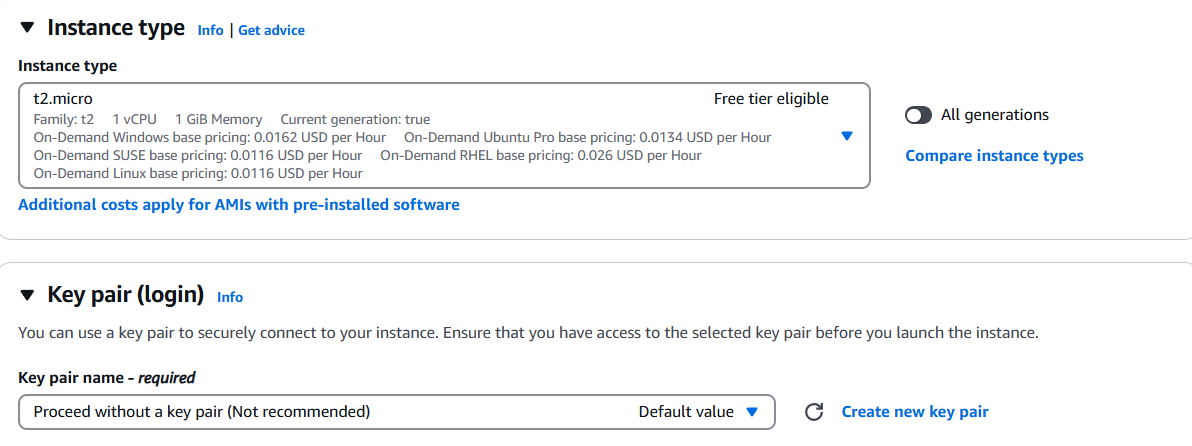 Instance type Info | Get advice
Instance type
t2.micro Free tier eligible
Family: t2 1 vCPU 1 GiB Memory Current generation: true
On-Demand Windows base pricing: 0.0162 USD per Hour On-Demand Ubuntu Pro base pricing: 0.0134 USD per Hour
On-Demand SUSE base pricing: 0.0116 USD per Hour On-Demand RHEL base pricing: 0.026 USD per Hour
On-Demand Linux base pricing: 0.0116 USD per Hour
All generations
Compare instance types
Additional costs apply for AMIs with pre-installed software
Key pair (login) Info
You can use a key pair to securely connect to your instance. Ensure that you have access to the selected key pair before you launch the instance.
Key pair name - required
Proceed without a key pair (Not recommended) Default value
Create new key pair